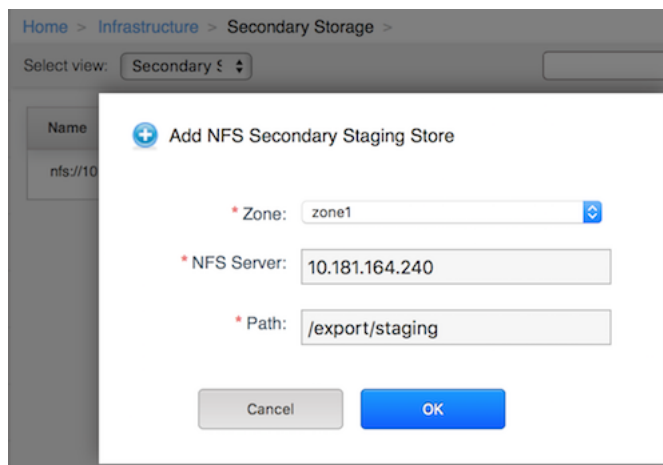 Home > Infrastructure > Secondary Storage >
Select view: Secondary S
Name
Add NFS Secondary Staging Store
nfs://10
* Zone: zone1
* NFS Server: 10.181.164.240
* Path: /export/staging
Cancel OK